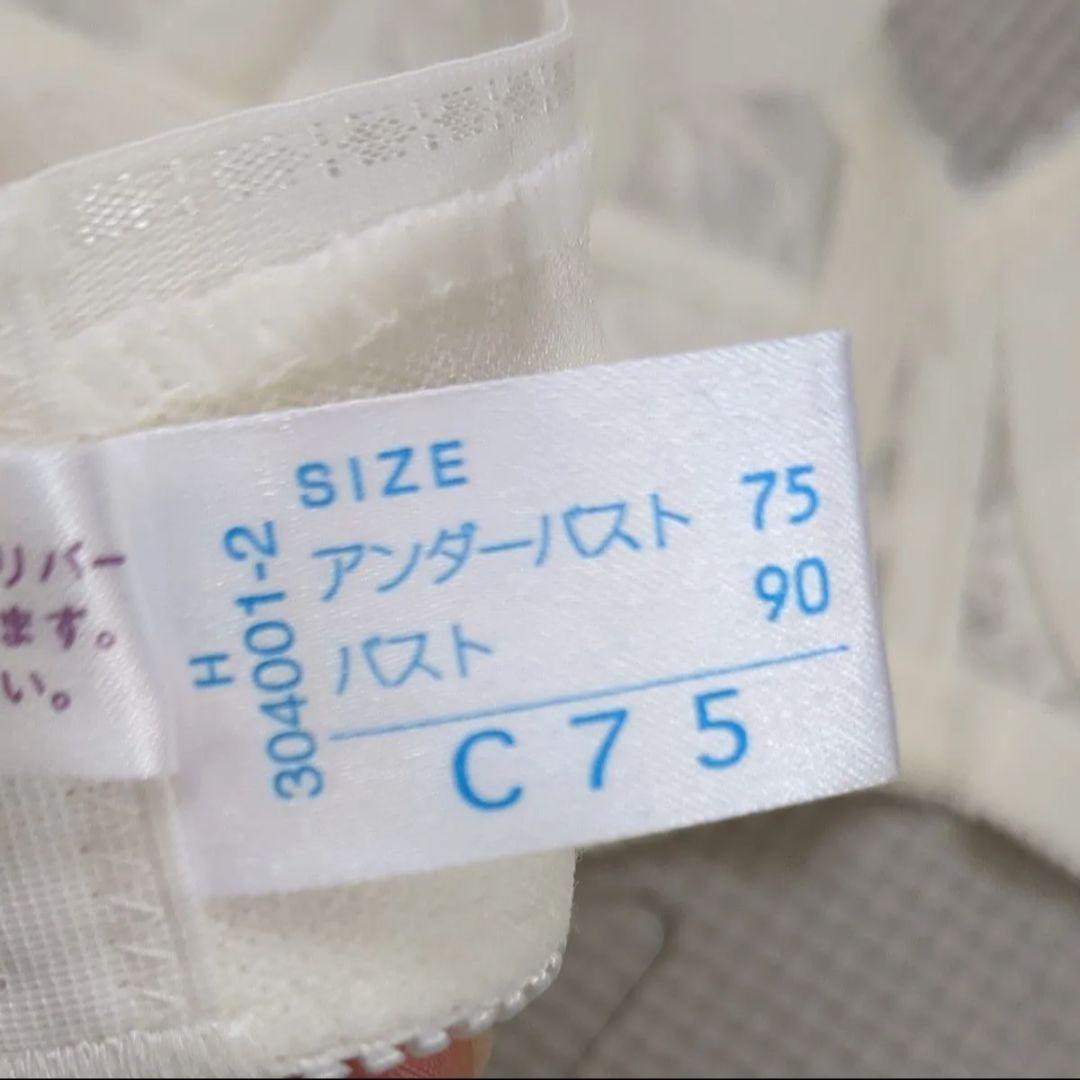 リバー
ます。
い。
H
3040001-2
SIZE
アンダーバスト 75
バスト 90
C75